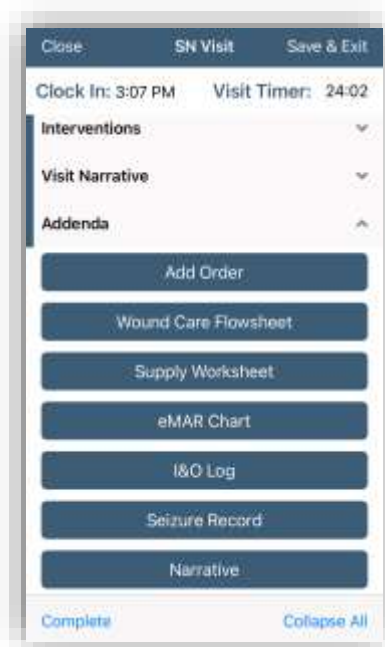 Close SN Visit Save & Exit
Clock In: 3:07 PM Visit Timer: 24:02
Interventions
Visit Narrative
Addenda
Add Order
Wound Care Flowsheet
Supply Worksheet
eMAR Chart
I&O Log
Seizure Record
Narrative
Complete Collapse All